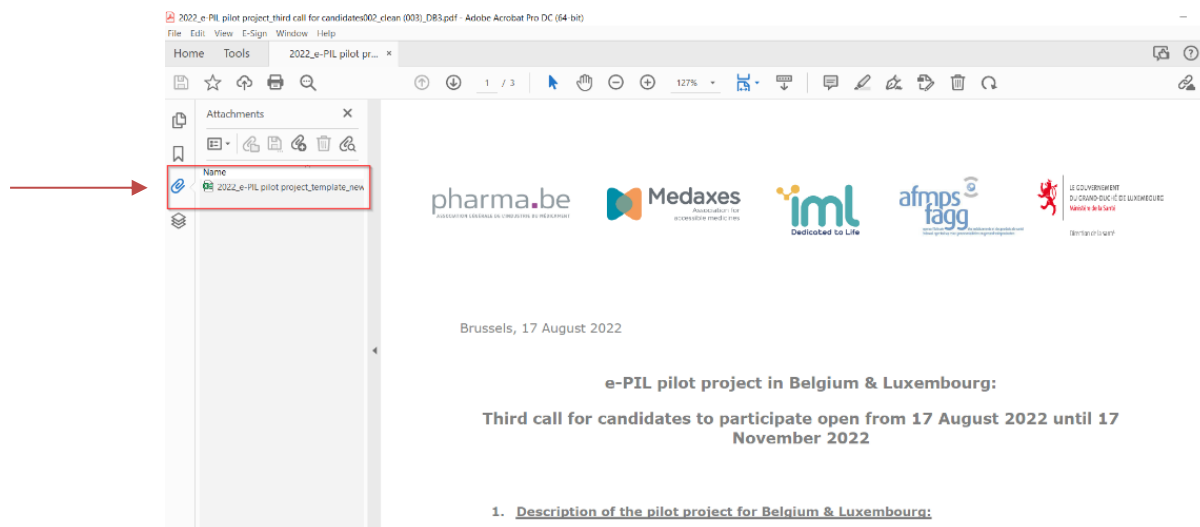 2022_e-PIL pilot project_third call for candidates002_clean (003)_DB3.pdf - Adobe Acrobat Pro DC (64-bit)
File Edit View E-Sign Window Help
Home Tools 2022_e-PIL pilot pr... ×
1 / 3 127%
Attachments
Name
2022_e-PIL pilot project_template_new
pharma.be
Medaxes
Association for
accessible medicines
iml
Dedicated to Life
afmps
fagg
LE GOUVERNEMENT
DU GRAND-DUCHÉ DE LUXEMBOURG
Ministère de la Santé
Direction de la santé
Brussels, 17 August 2022
e-PIL pilot project in Belgium & Luxembourg:
Third call for candidates to participate open from 17 August 2022 until 17
November 2022
1. Description of the pilot project for Belgium & Luxembourg: